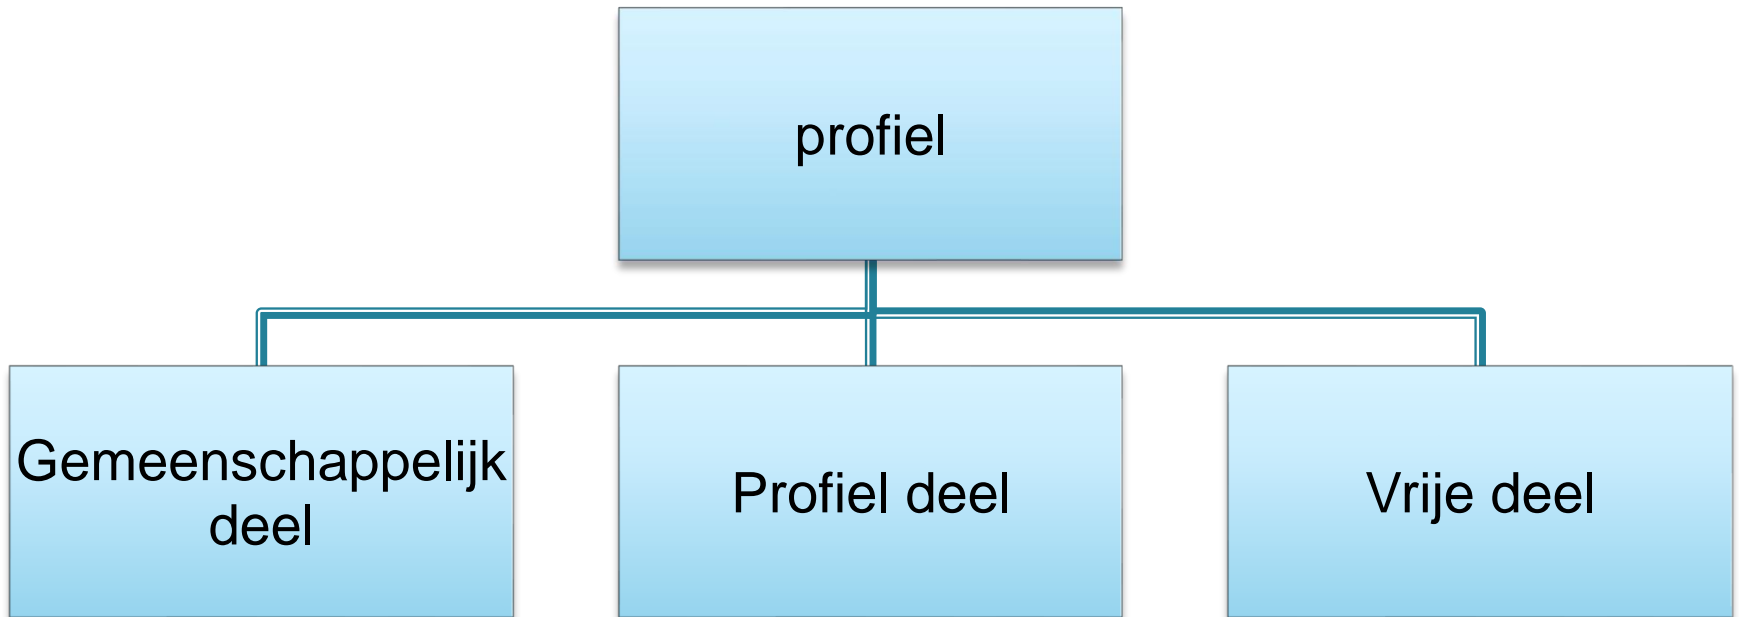 profiel
Gemeenschappelijk
deel
Profiel deel
Vrije deel